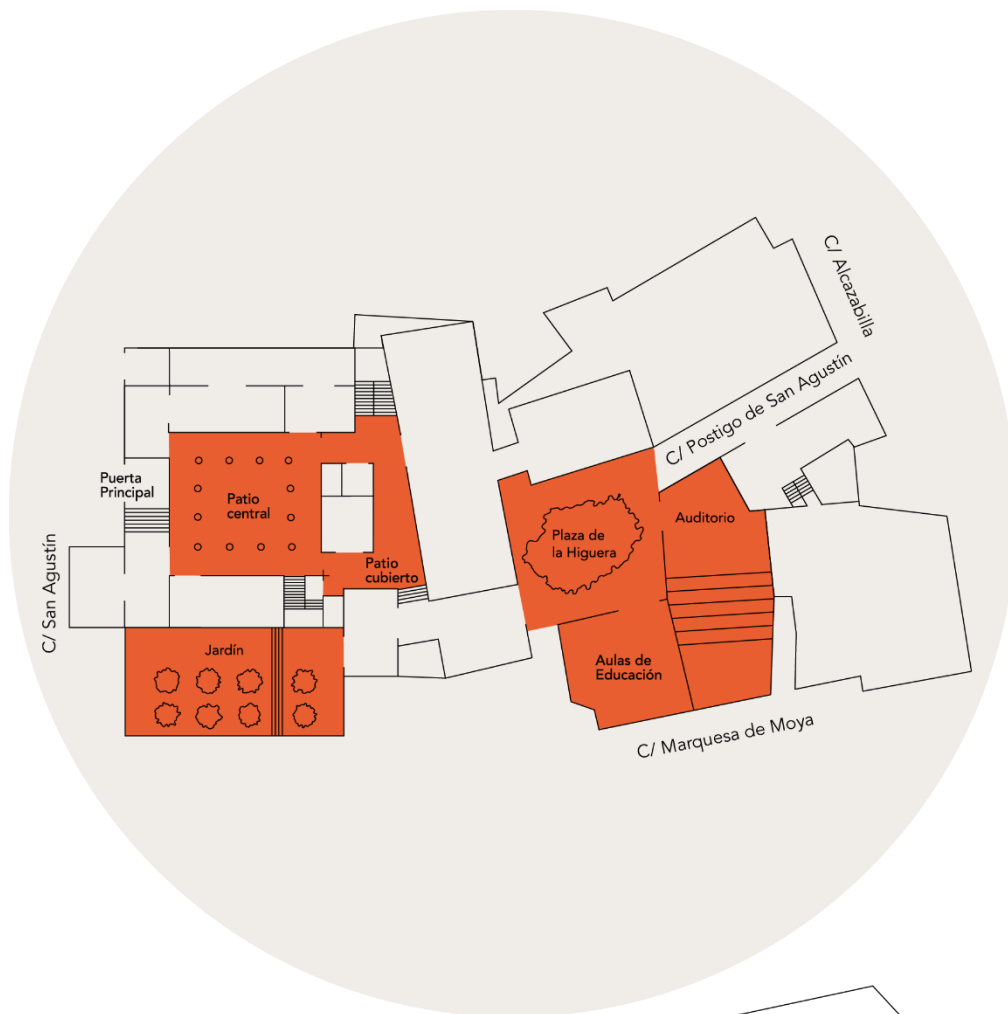 C/ Alcazabilla
C/ Postigo de San Agustín
Puerta
Principal
Patio
central
Auditorio
Plaza de
la Higuera
Patio
cubierto
C/ San Agustín
Jardín
Aulas de
Educación
C/ Marquesa de Moya